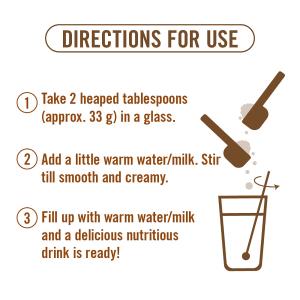 DIRECTIONS FOR USE
1 Take 2 heaped tablespoons
(approx. 33 g) in a glass.
2 Add a little warm water/milk. Stir
till smooth and creamy.
3 Fill up with warm water/milk
and a delicious nutritious
drink is ready!